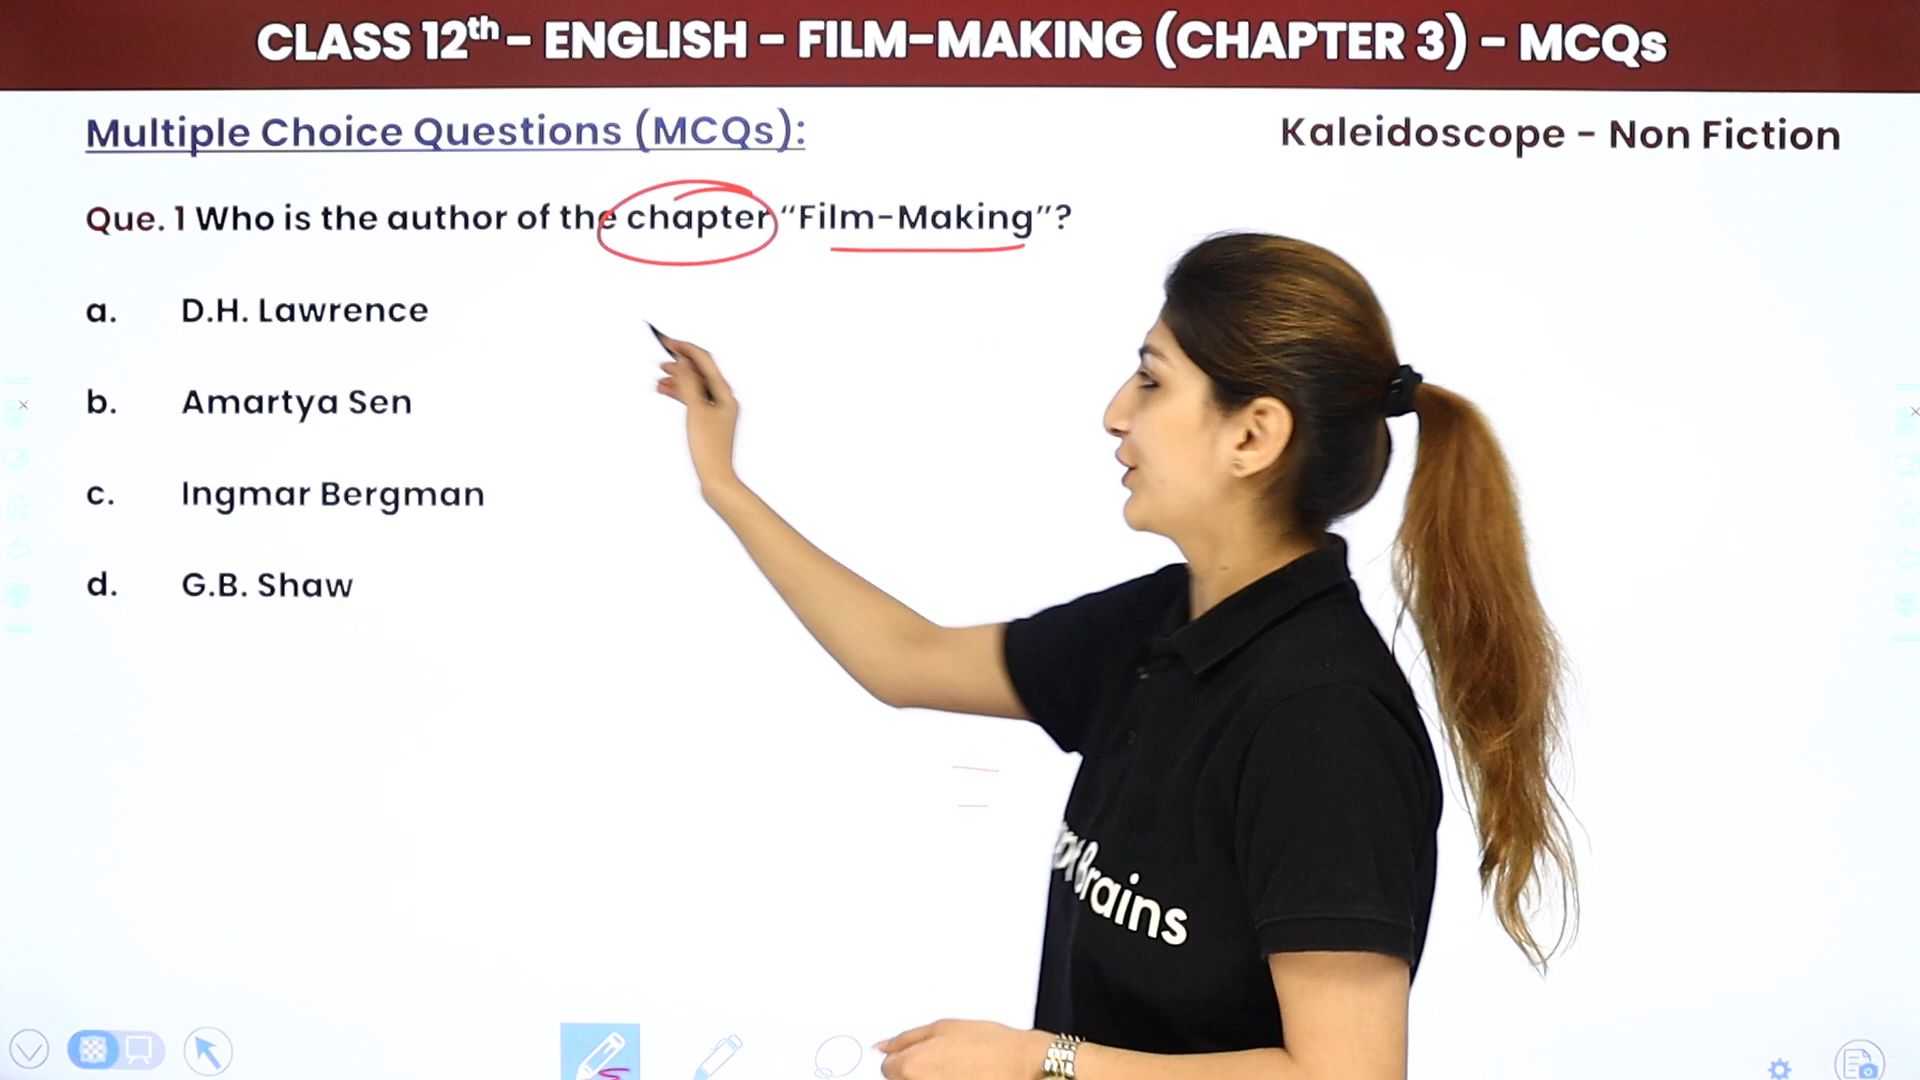 CLASS 12th - ENGLISH - FILM-MAKING (CHAPTER 3) - MCQs
Multiple Choice Questions (MCQs):
Kaleidoscope - Non Fiction
Que. 1 Who is the author of the chapter “Film-Making”?
a. D.H. Lawrence
b. Amartya Sen
c. Ingmar Bergman
d. G.B. Shaw
Brains